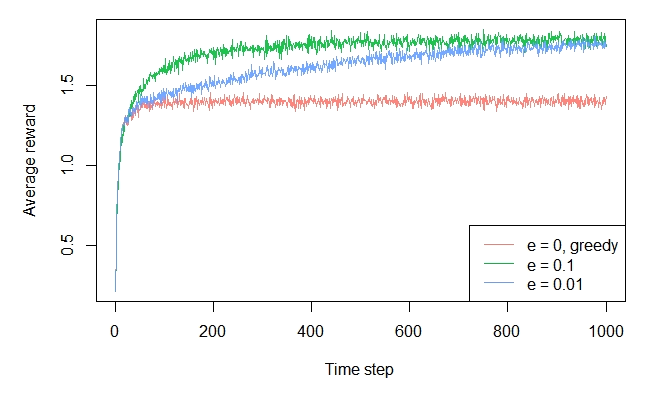 Average reward
1.5
1.0
0.5
e = 0, greedy
e = 0.1
e = 0.01
0 200 400 600 800 1000
Time step